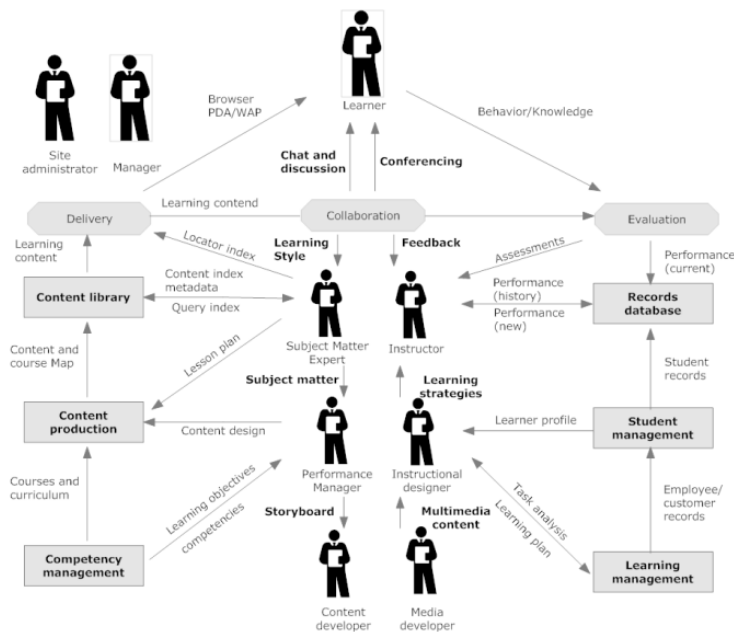 Learner
Browser
PDA/WAP
Behavior/Knowledge
Site
administrator
Manager
Chat and
discussion
Conferencing
Delivery
Learning contend
Collaboration
Evaluation
Learning
content
Locator index
Learning
Style
Feedback
Assessments
Performance
(current)
Content library
Content index
metadata
Query index
Performance
(history)
Performance
(new)
Records
database
Subject Matter
Expert
Instructor
Content and
course Map
Lesson plan
Subject matter
Learning
strategies
Student
records
Content
production
Content design
Learner profile
Student
management
Performance
Manager
Instructional
designer
Courses and
curriculum
Learning objectives
competencies
Storyboard
Multimedia
content
Task analysis
Learning plan
Employee/
customer
records
Competency
management
Learning
management
Content
developer
Media
developer